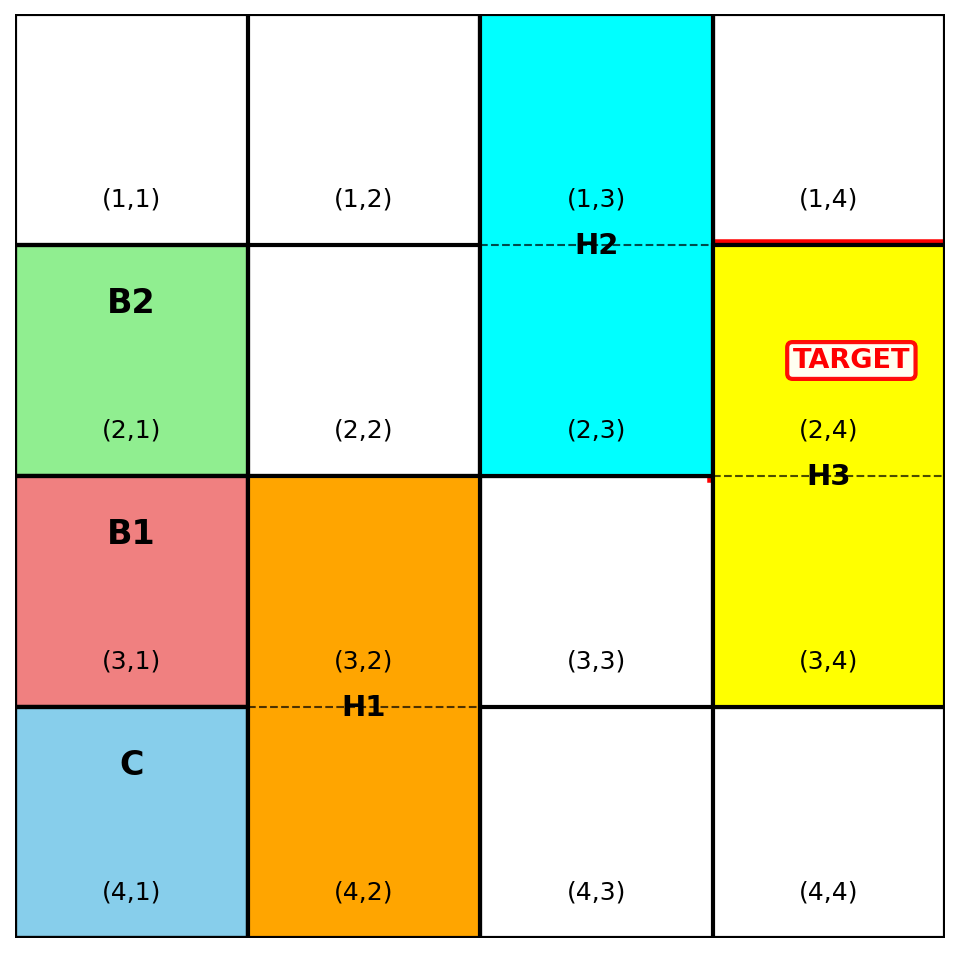 (1,1) (1,2) (1,3) (1,4)
H2
B2
TARGET
(2,1) (2,2) (2,3) (2,4)
H3
B1
(3,1) (3,2) (3,3) (3,4)
H1
C
(4,1) (4,2) (4,3) (4,4)